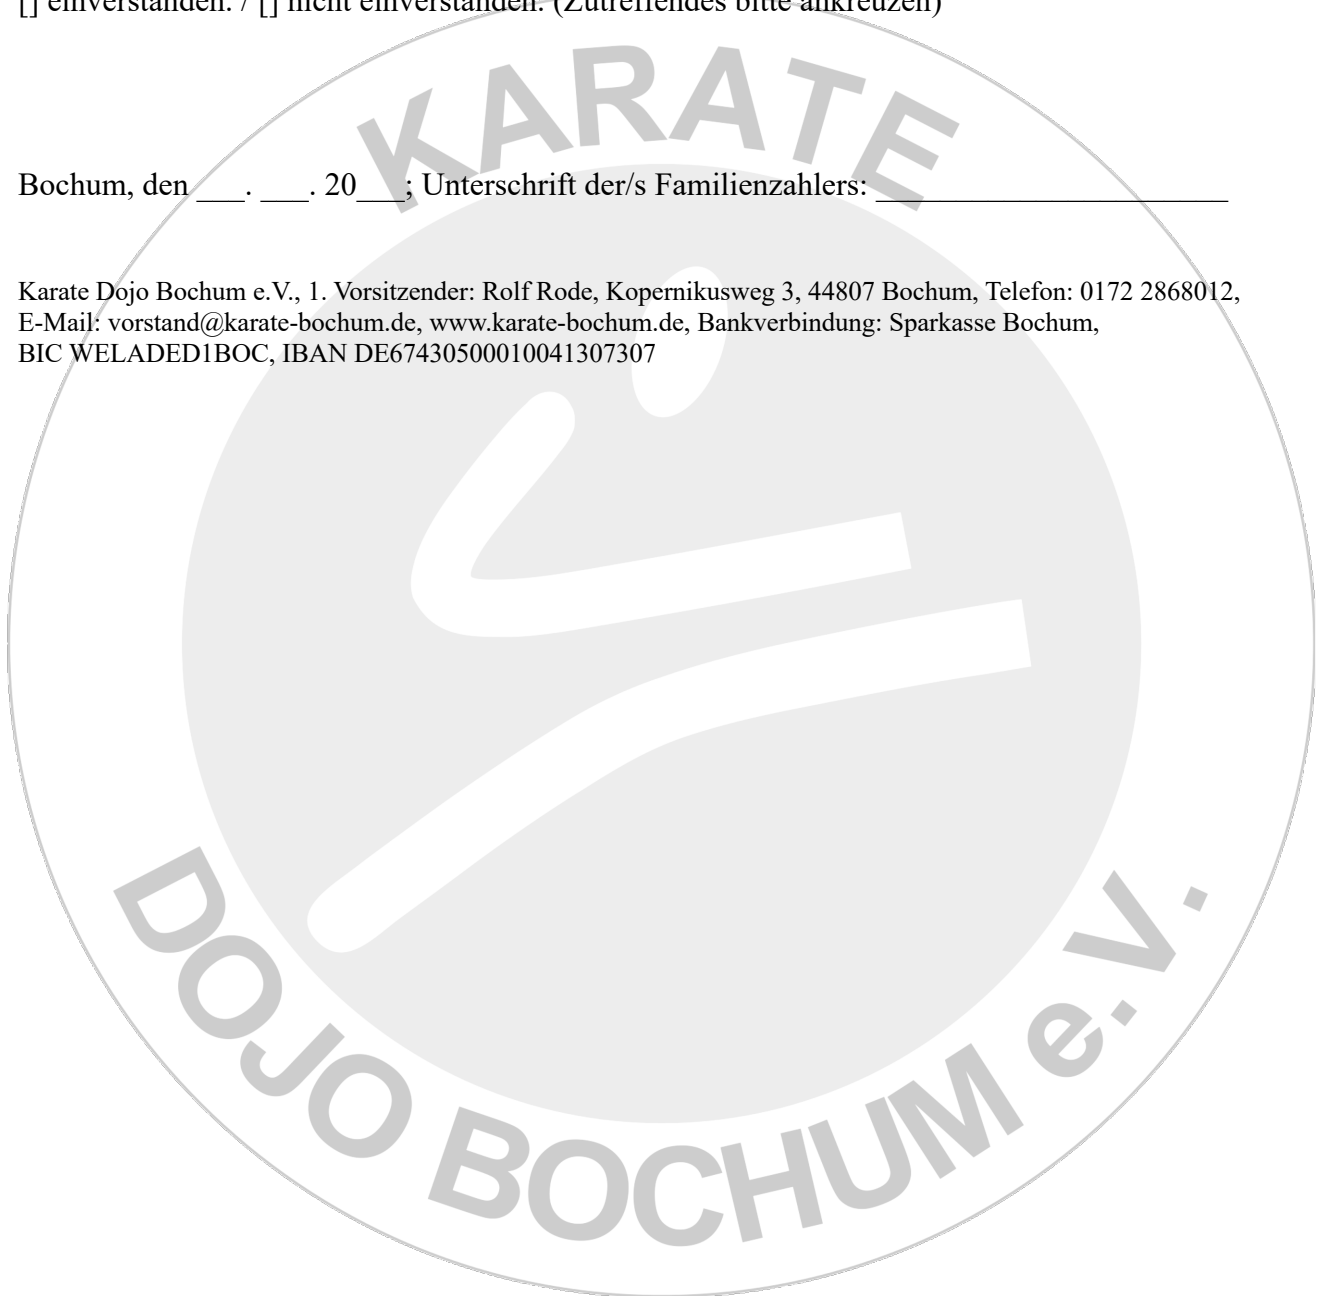 [] einverstanden. / [] nicht einverstanden. (Zutreffendes bitte ankreuzen)
KARATE
Bochum, den ___. ___. 20___; Unterschrift der/s Familienzahlers: ______________________
Karate Dojo Bochum e.V., 1. Vorsitzender: Rolf Rode, Kopernikusweg 3, 44807 Bochum, Telefon: 0172 2868012,
E-Mail: vorstand@karate-bochum.de, www.karate-bochum.de, Bankverbindung: Sparkasse Bochum,
BIC WELADED1BOC, IBAN DE67430500010041307307
DOJO BOCHUM e.V.